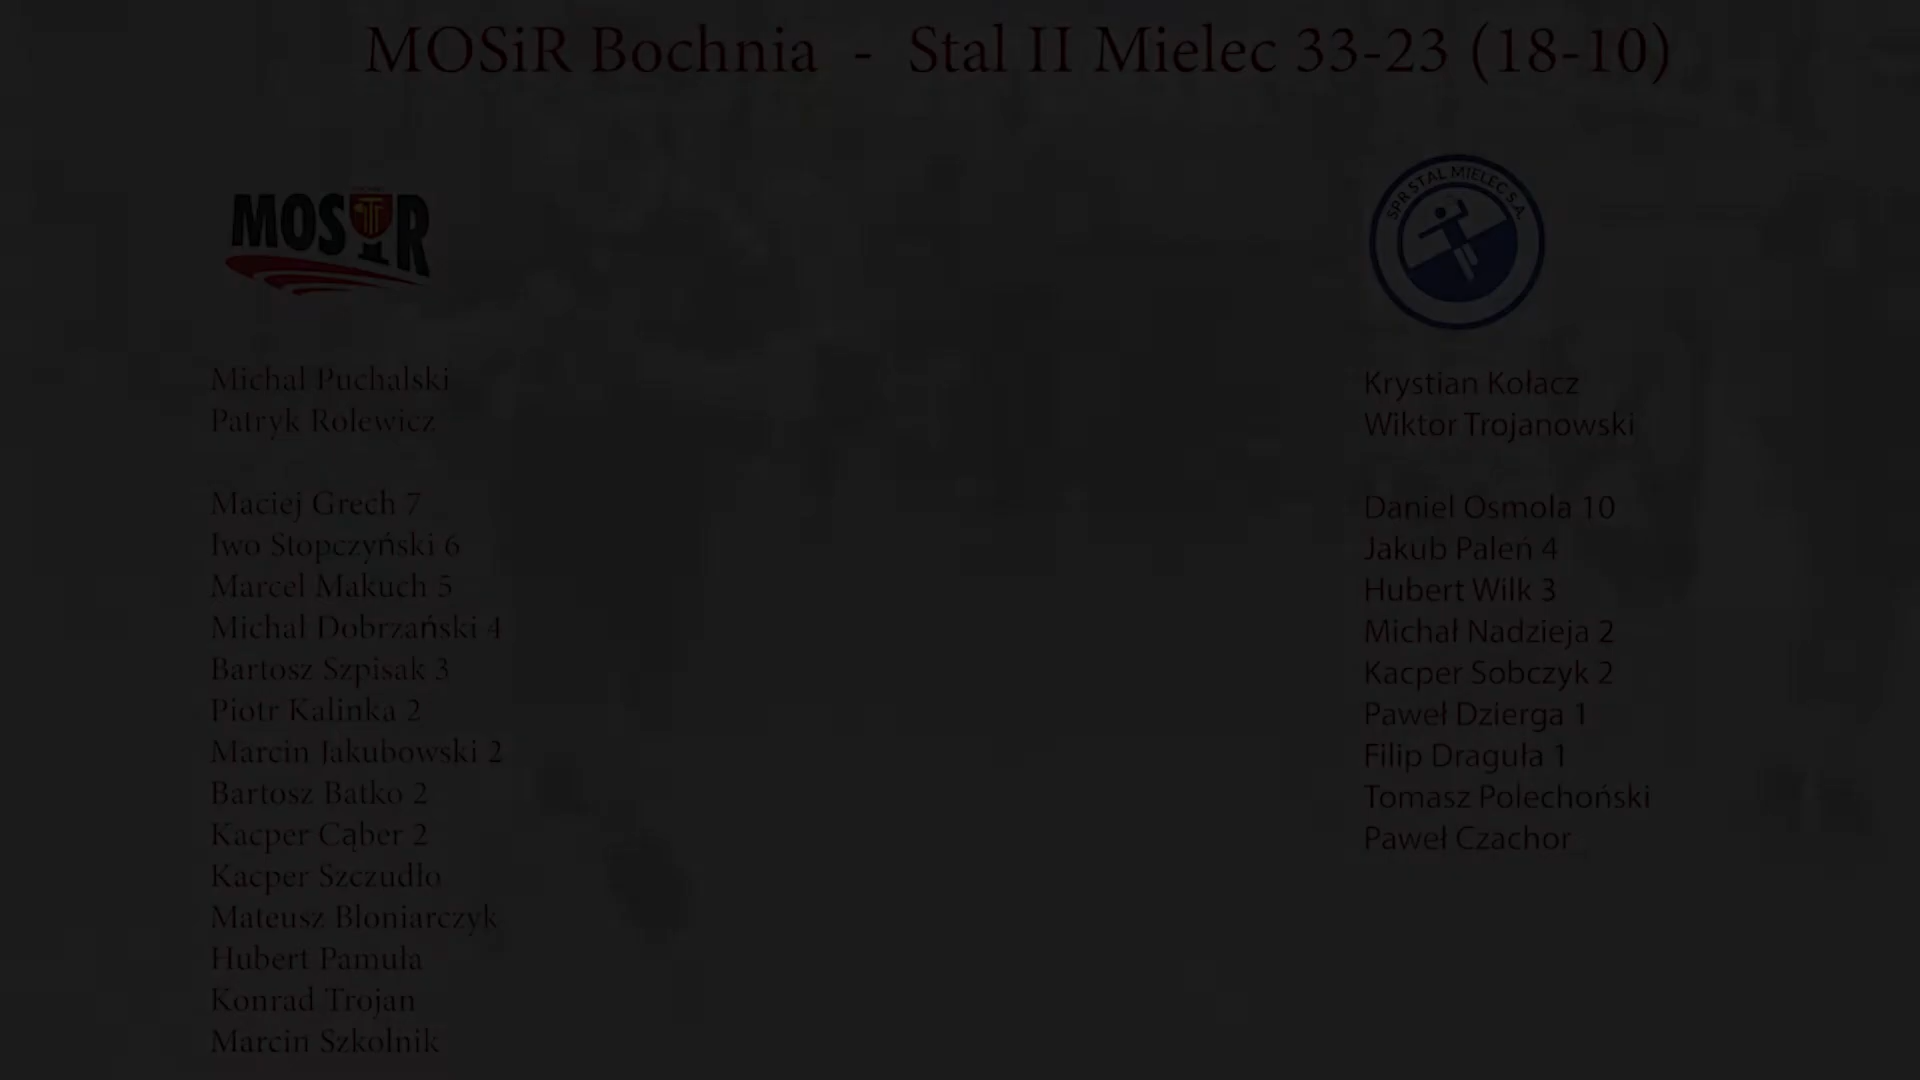 MOSiR Bochnia - Stal II Mielec 33-23 (18-10)
MOSiR
SPR STAL MIELEC S.A.
Michał Puchalski
Patryk Rolewicz
Maciej Grech 7
Iwo Stopczyński 6
Marcel Makuch 5
Michał Dobrzański 4
Bartosz Szpisak 3
Piotr Kalinka 2
Marcin Jakubowski 2
Bartosz Batko 2
Kacper Cąber 2
Kacper Szczudło
Mateusz Błoniarczyk
Hubert Pamuła
Konrad Trojan
Marcin Szkolnik
Krystian Kołacz
Wiktor Trojanowski
Daniel Osmola 10
Jakub Paleń 4
Hubert Wilk 3
Michał Nadzieja 2
Kacper Sobczyk 2
Paweł Dzierga 1
Filip Draguła 1
Tomasz Polechoński
Paweł Czachor